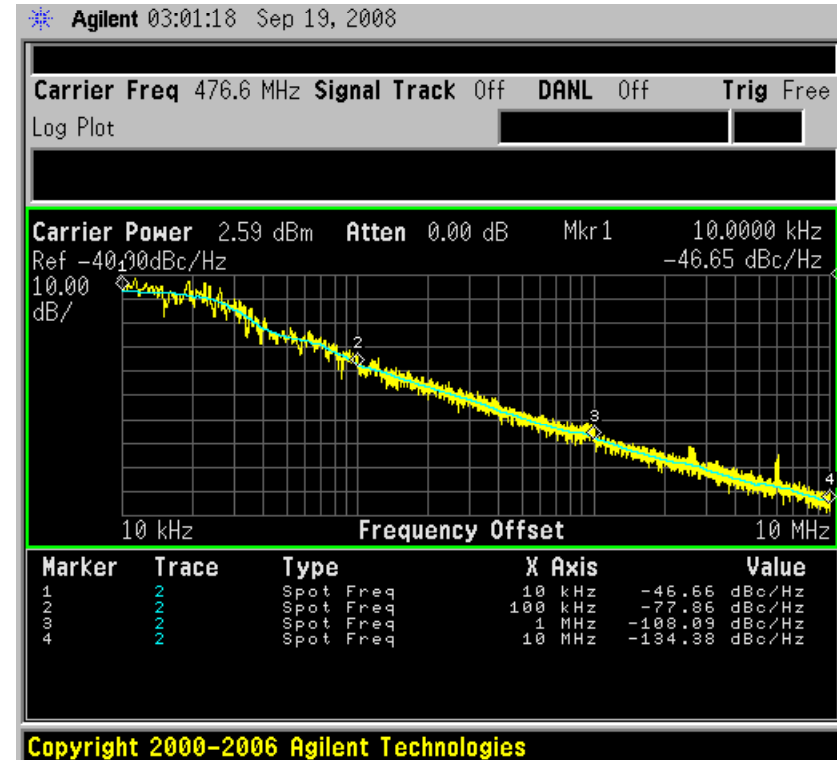 Agilent 03:01:18 Sep 19, 2008
Carrier Freq 476.6 MHz Signal Track Off DANL Off Trig Free
Log Plot
Carrier Power 2.59 dBm Atten 0.00 dB Mkr1 10.0000 kHz
Ref -40.00dBc/Hz -46.65 dBc/Hz
10.00
dB/
1
2
3
4
10 kHz Frequency Offset 10 MHz
Marker Trace Type X Axis Value
1 2 Spot Freq 10 kHz -46.66 dBc/Hz
2 2 Spot Freq 100 kHz -77.86 dBc/Hz
3 2 Spot Freq 1 MHz -108.09 dBc/Hz
4 2 Spot Freq 10 MHz -134.38 dBc/Hz
Copyright 2000-2006 Agilent Technologies